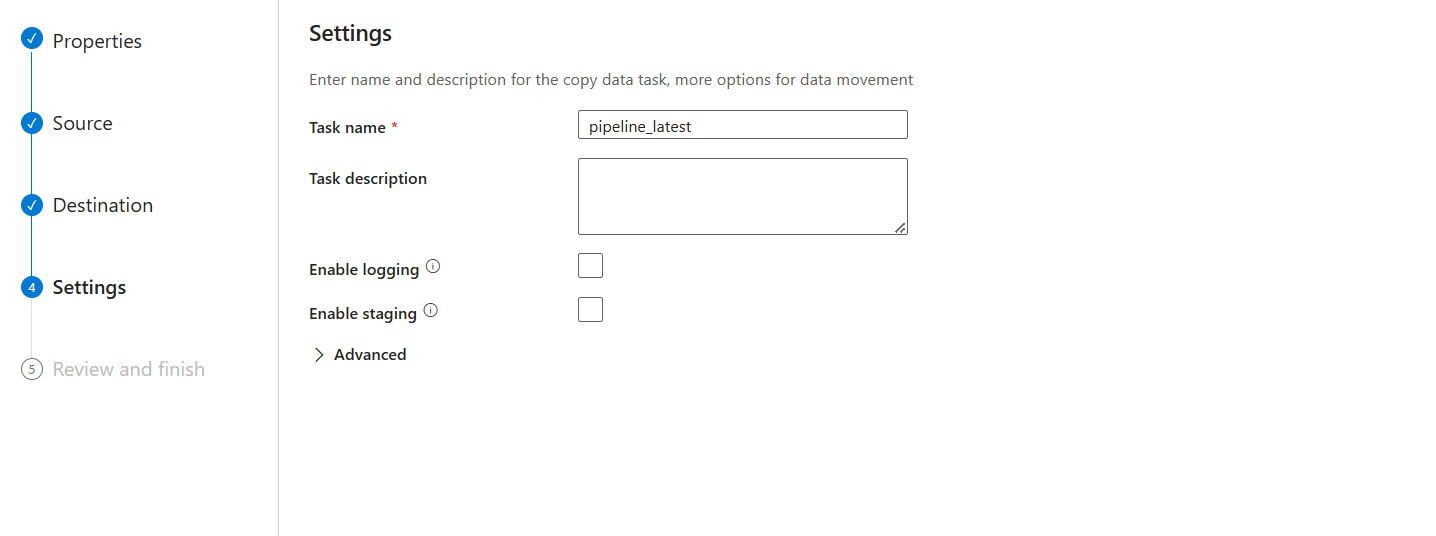 Properties
Source
Destination
4 Settings
5 Review and finish
Settings
Enter name and description for the copy data task, more options for data movement
Task name *
pipeline_latest
Task description
Enable logging
Enable staging
Advanced